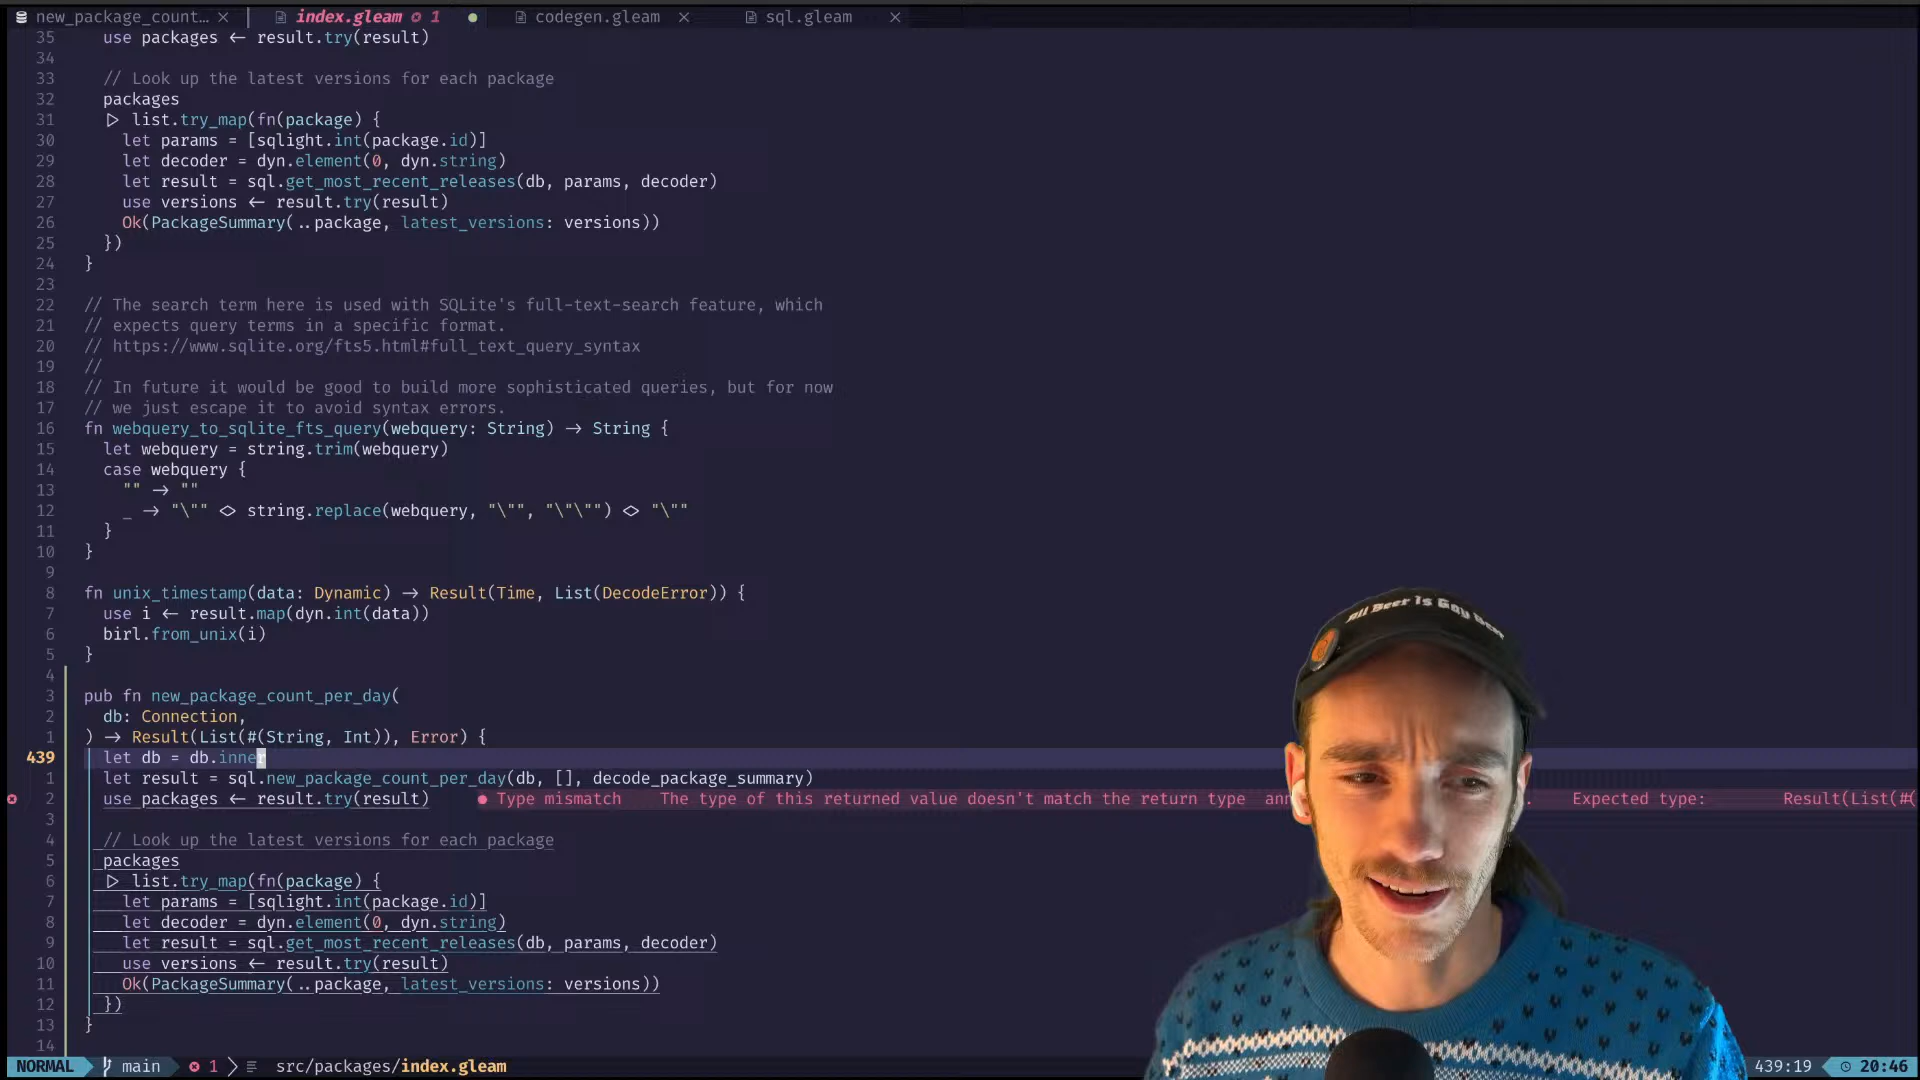 new_package_count… × index.gleam 1 ● codegen.gleam × sql.gleam ×
35 use packages <- result.try(result)
34
33 // Look up the latest versions for each package
32 packages
31 |> list.try_map(fn(package) {
30 let params = [sqlight.int(package.id)]
29 let decoder = dyn.element(0, dyn.string)
28 let result = sql.get_most_recent_releases(db, params, decoder)
27 use versions <- result.try(result)
26 Ok(PackageSummary(..package, latest_versions: versions))
25 })
24 }
23
22 // The search term here is used with SQLite's full-text-search feature, which
21 // expects query terms in a specific format.
20 // https://www.sqlite.org/fts5.html#full_text_query_syntax
19 //
18 // In future it would be good to build more sophisticated queries, but for now
17 // we just escape it to avoid syntax errors.
16 fn webquery_to_sqlite_fts_query(webquery: String) -> String {
15 let webquery = string.trim(webquery)
14 case webquery {
13 "" -> ""
12 _ -> "\"" <> string.replace(webquery, "\"", "\"\"") <> "\""
11 }
10 }
9
8 fn unix_timestamp(data: Dynamic) -> Result(Time, List(DecodeError)) {
7 use i <- result.map(dyn.int(data))
6 birl.from_unix(i)
5 }
4
3 pub fn new_package_count_per_day(
2 db: Connection,
1 ) -> Result(List(#(String, Int)), Error) {
439 let db = db.inner
1 let result = sql.new_package_count_per_day(db, [], decode_package_summary)
2 use packages <- result.try(result) ● Type mismatch The type of this returned value doesn't match the return type Expected type: Result(List(#(
3
4 // Look up the latest versions for each package
5 packages
6 |> list.try_map(fn(package) {
7 let params = [sqlight.int(package.id)]
8 let decoder = dyn.element(0, dyn.string)
9 let result = sql.get_most_recent_releases(db, params, decoder)
10 use versions <- result.try(result)
11 Ok(PackageSummary(..package, latest_versions: versions))
12 })
13 }
14
NORMAL main 1 src/packages/index.gleam 439:19 20:46